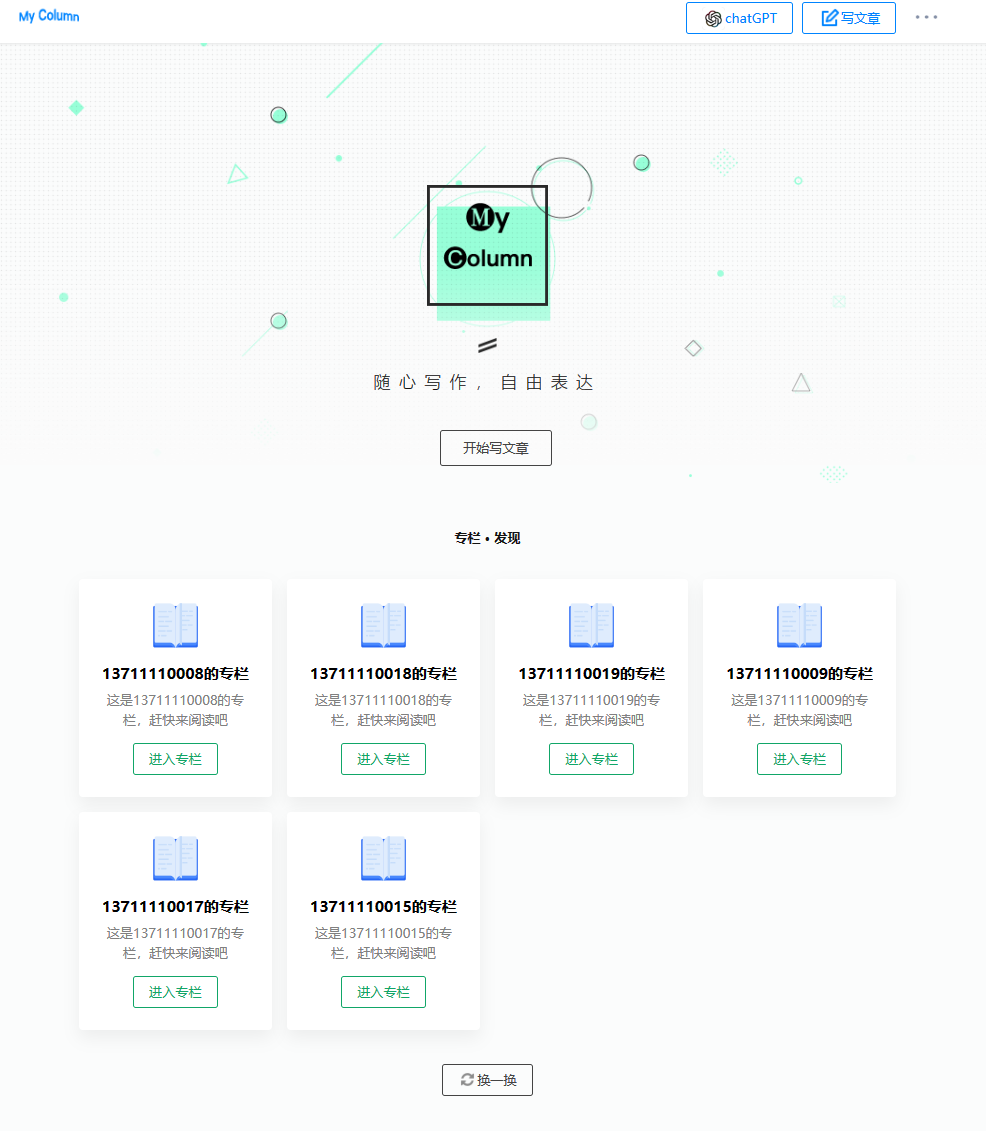 My Column
chatGPT
写文章
My
Column
随心写作，自由表达
开始写文章
专栏 • 发现
13711110008的专栏
这是13711110008的专
栏，赶快来阅读吧
进入专栏
13711110018的专栏
这是13711110018的专
栏，赶快来阅读吧
进入专栏
13711110019的专栏
这是13711110019的专
栏，赶快来阅读吧
进入专栏
13711110009的专栏
这是13711110009的专
栏，赶快来阅读吧
进入专栏
13711110017的专栏
这是13711110017的专
栏，赶快来阅读吧
进入专栏
13711110015的专栏
这是13711110015的专
栏，赶快来阅读吧
进入专栏
换一换